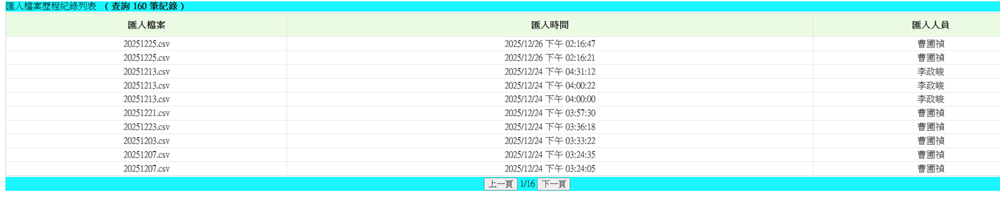 匯入檔案歷程紀錄列表 （查詢 160 筆紀錄）
匯入檔案 匯入時間 匯入人員
20251225.csv 2025/12/26 下午 02:16:47 曹圃禎
20251225.csv 2025/12/26 下午 02:16:21 曹圃禎
20251213.csv 2025/12/24 下午 04:31:12 李政峻
20251213.csv 2025/12/24 下午 04:00:22 李政峻
20251213.csv 2025/12/24 下午 04:00:00 李政峻
20251221.csv 2025/12/24 下午 03:57:30 曹圃禎
20251223.csv 2025/12/24 下午 03:36:18 曹圃禎
20251203.csv 2025/12/24 下午 03:33:22 曹圃禎
20251207.csv 2025/12/24 下午 03:24:35 曹圃禎
20251207.csv 2025/12/24 下午 03:24:05 曹圃禎
上一頁 1/16 下一頁